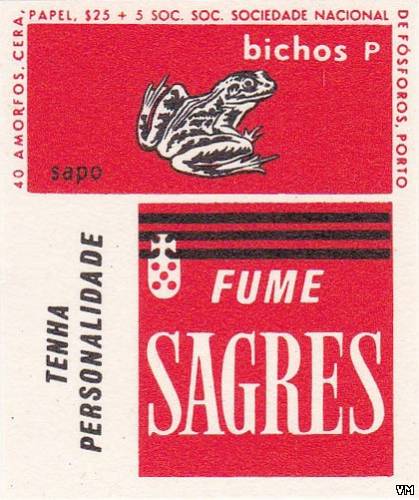 40 AMORFOS, CERA, PAPEL, $25 + 5 SOC. SOC. SOCIEDADE NACIONAL DE FOSFOROS, PORTO
bichos P
sapo
TENHA
PERSONALIDADE
FUME
SAGRES
YM